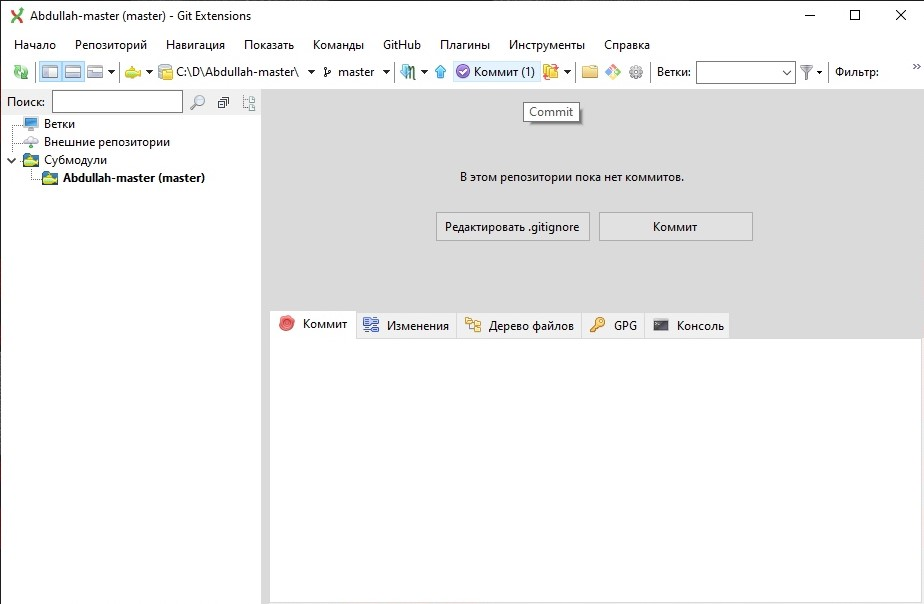 Abdullah-master (master) - Git Extensions
Начало Репозиторий Навигация Показать Команды GitHub Плагины Инструменты Справка
C:\D\Abdullah-master\ master Коммит (1) Ветки: Фильтр: »
Поиск:
Commit
Ветки
Внешние репозитории
Субмодули
Abdullah-master (master)
В этом репозитории пока нет коммитов.
Редактировать .gitignore Коммит
Коммит Изменения Дерево файлов GPG Консоль